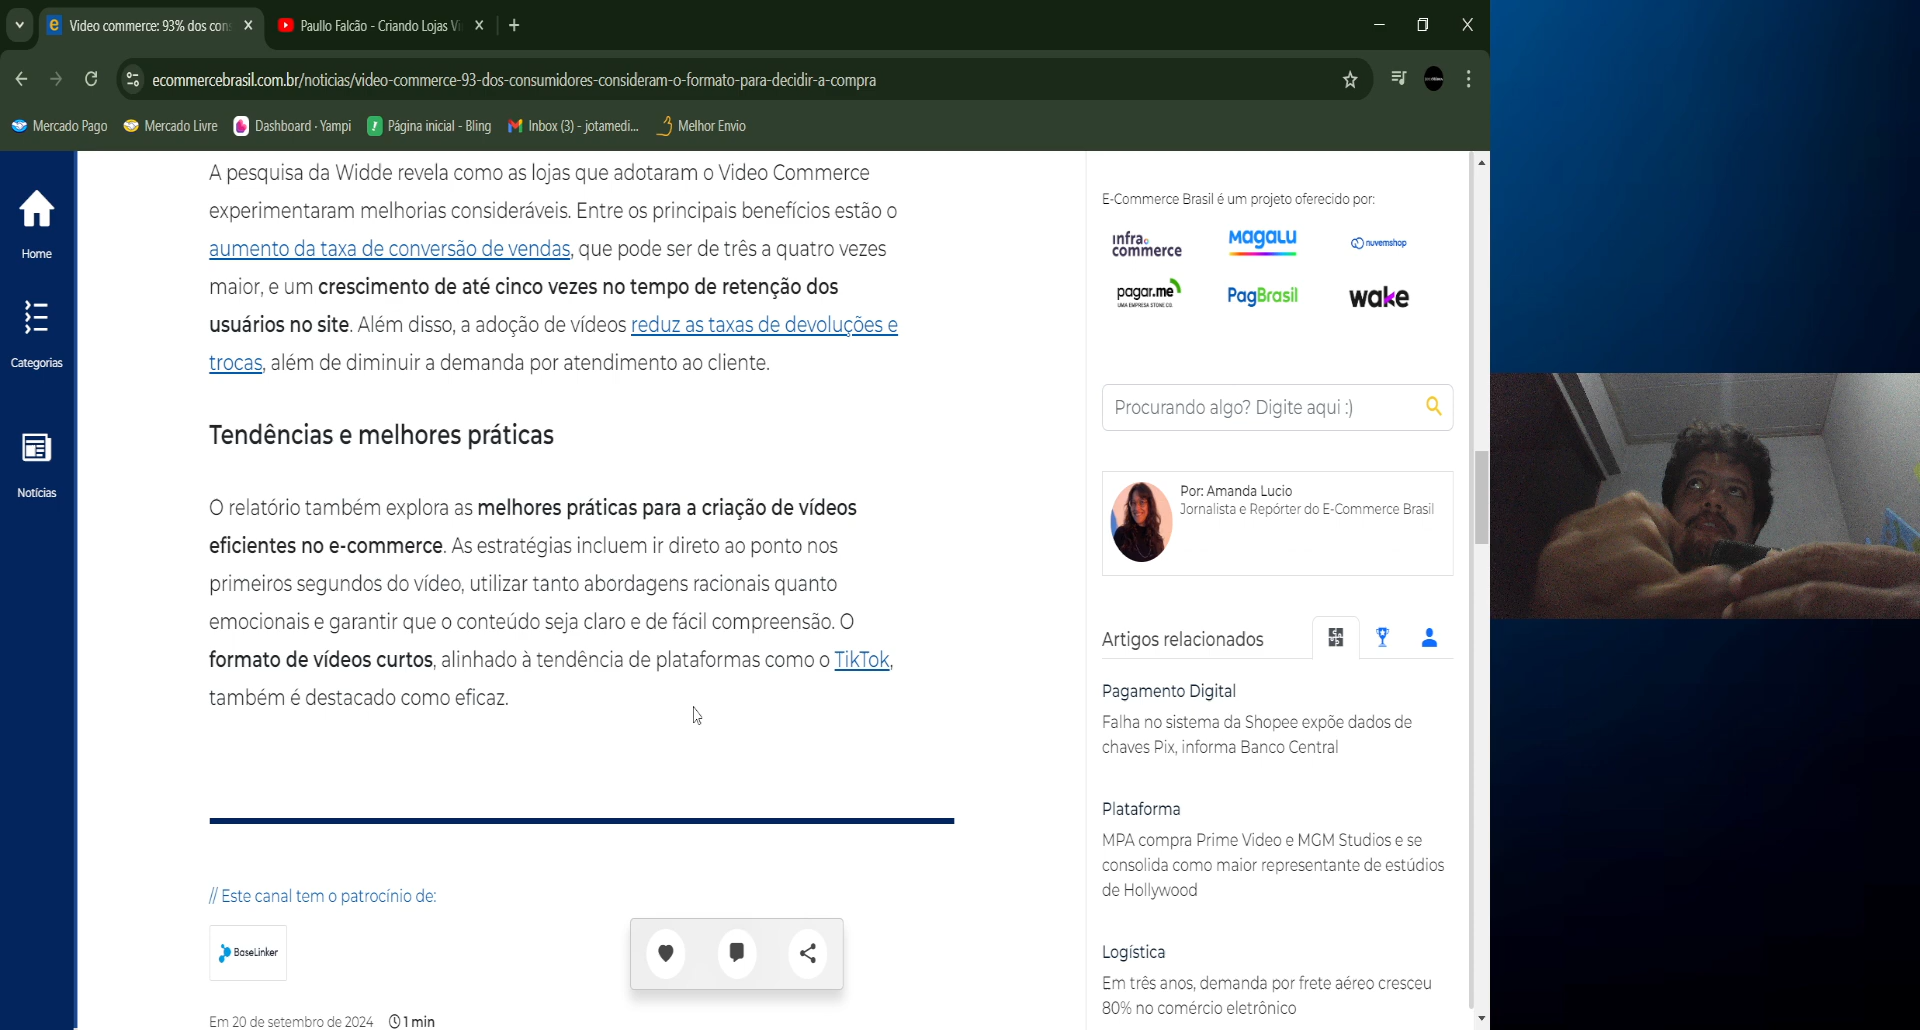 Video commerce: 93% dos con
Paullo Falcão - Criando Lojas Vi
ecommercebrasil.com.br/noticias/video-commerce-93-dos-consumidores-consideram-o-formato-para-decidir-a-compra
Mercado Pago
Mercado Livre
Dashboard · Yampi
Página inicial - Bling
Inbox (3) - jotamedi...
Melhor Envio
Home
Categorias
Notícias
A pesquisa da Widde revela como as lojas que adotaram o Video Commerce
experimentaram melhorias consideráveis. Entre os principais benefícios estão o
aumento da taxa de conversão de vendas, que pode ser de três a quatro vezes
maior, e um crescimento de até cinco vezes no tempo de retenção dos
usuários no site. Além disso, a adoção de vídeos reduz as taxas de devoluções e
trocas, além de diminuir a demanda por atendimento ao cliente.
Tendências e melhores práticas
O relatório também explora as melhores práticas para a criação de vídeos
eficientes no e-commerce. As estratégias incluem ir direto ao ponto nos
primeiros segundos do vídeo, utilizar tanto abordagens racionais quanto
emocionais e garantir que o conteúdo seja claro e de fácil compreensão. O
formato de vídeos curtos, alinhado à tendência de plataformas como o TikTok,
também é destacado como eficaz.
// Este canal tem o patrocínio de:
BaseLinker
Em 20 de setembro de 2024 1 min
E-Commerce Brasil é um projeto oferecido por:
infra.
commerce
MAGALU
nuvemshop
pagar.me
UMA EMPRESA STONE CO.
PagBrasil
wake
Procurando algo? Digite aqui :)
Por: Amanda Lucio
Jornalista e Repórter do E-Commerce Brasil
Artigos relacionados
Pagamento Digital
Falha no sistema da Shopee expõe dados de
chaves Pix, informa Banco Central
Plataforma
MPA compra Prime Video e MGM Studios e se
consolida como maior representante de estúdios
de Hollywood
Logística
Em três anos, demanda por frete aéreo cresceu
80% no comércio eletrônico